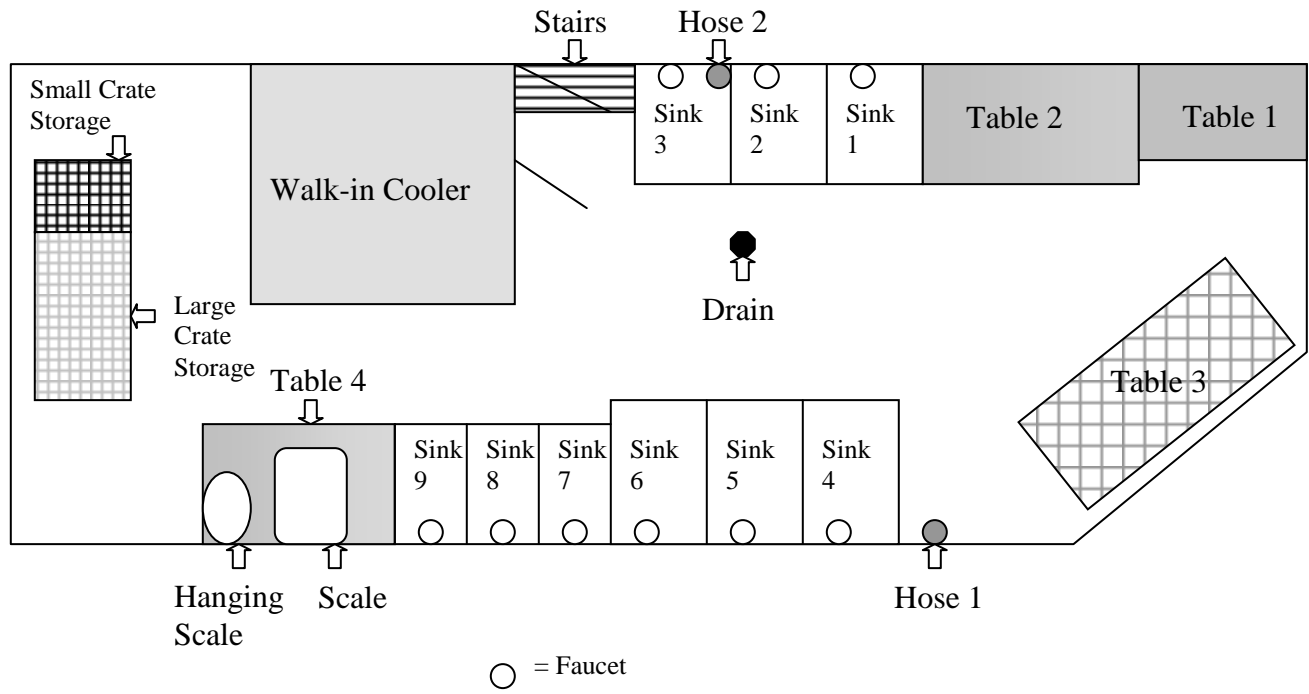 Stairs
Hose 2
Small Crate
Storage
Sink
3
Sink
2
Sink
1
Table 2
Table 1
Walk-in Cooler
Drain
Large
Crate
Storage
Table 4
Table 3
Sink
9
Sink
8
Sink
7
Sink
6
Sink
5
Sink
4
Hanging
Scale
Scale
Hose 1
= Faucet